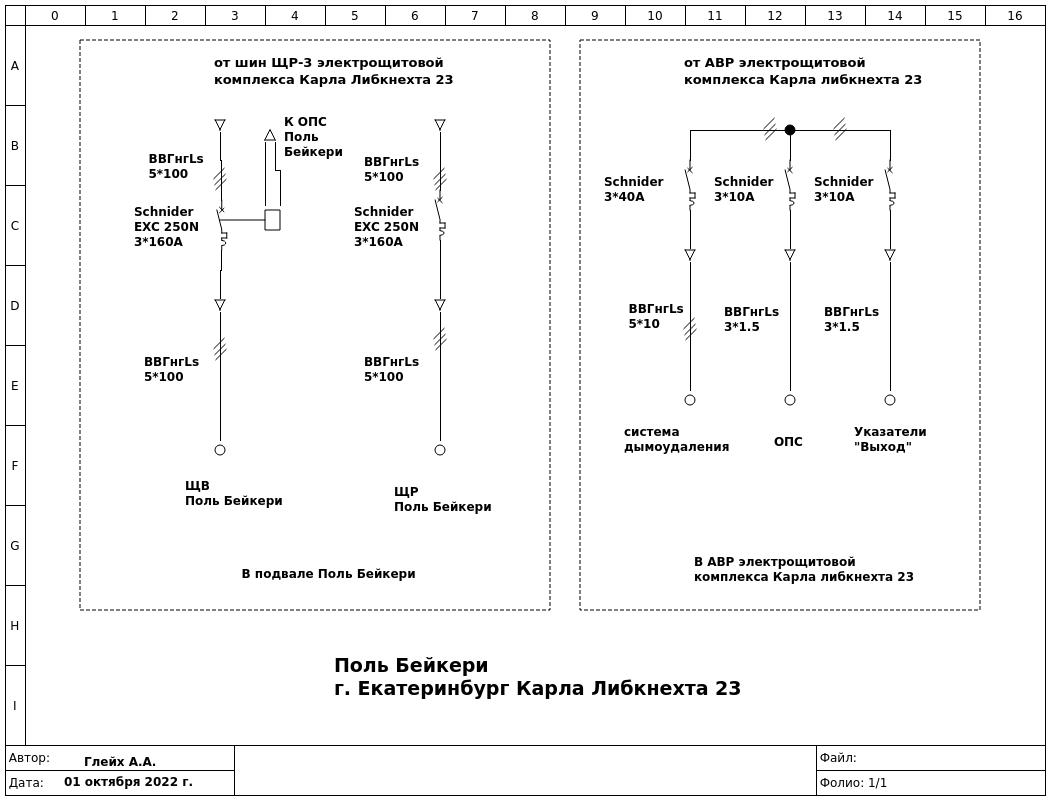 0 1 2 3 4 5 6 7 8 9 10 11 12 13 14 15 16
A
B
C
D
E
F
G
H
I
от шин ЩР-3 электрощитовой
комплекса Карла Либкнехта 23
К ОПС
Поль
Бейкери
ВВГнгLs
5*100
ВВГнгLs
5*100
Schnider
EXC 250N
3*160A
Schnider
EXC 250N
3*160A
ВВГнгLs
5*100
ВВГнгLs
5*100
ЩВ
Поль Бейкери
ЩР
Поль Бейкери
В подвале Поль Бейкери
от АВР электрощитовой
комплекса Карла либкнехта 23
Schnider
3*40A
Schnider
3*10A
Schnider
3*10A
ВВГнгLs
5*10
ВВГнгLs
3*1.5
ВВГнгLs
3*1.5
система
дымоудаления
ОПС
Указатели
"Выход"
В АВР электрощитовой
комплекса Карла либкнехта 23
Поль Бейкери
г. Екатеринбург Карла Либкнехта 23
Автор: Глейх А.А.
Дата: 01 октября 2022 г.
Файл:
Фолио: 1/1